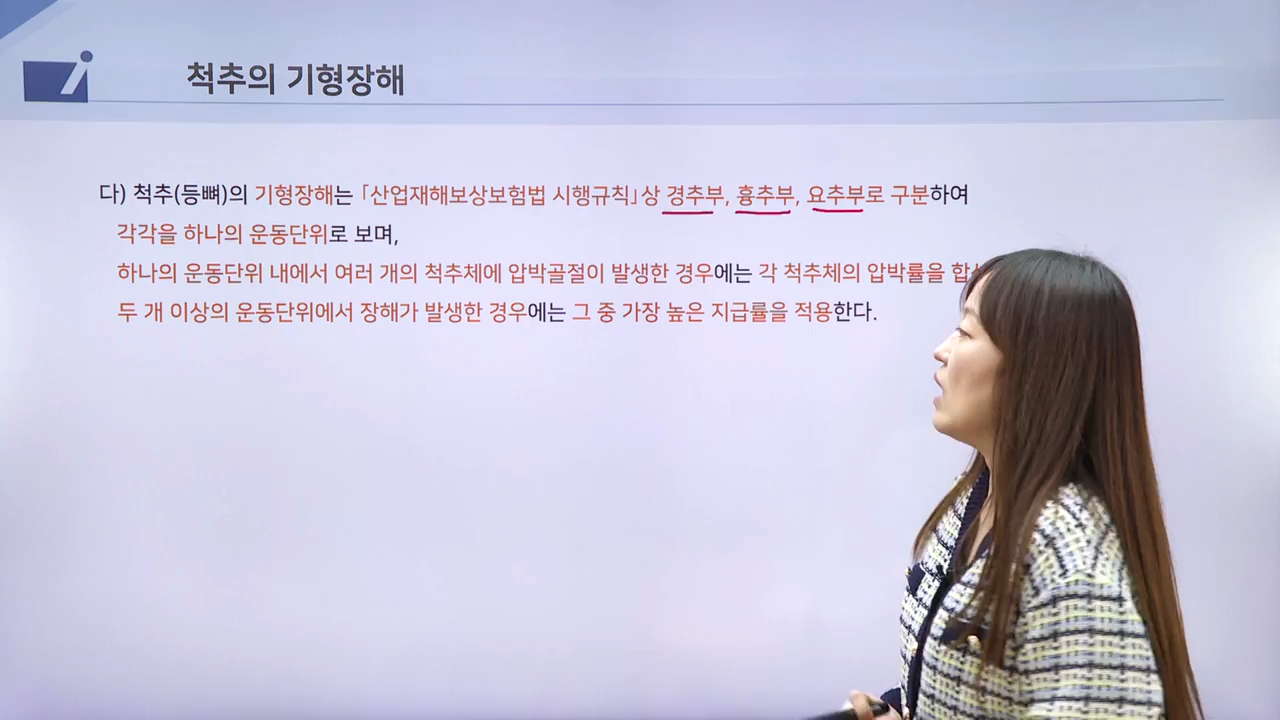 척추의 기형장해
다) 척추(등뼈)의 기형장해는 「산업재해보상보험법 시행규칙」상 경추부, 흉추부, 요추부로 구분하여
각각을 하나의 운동단위로 보며,
하나의 운동단위 내에서 여러 개의 척추체에 압박골절이 발생한 경우에는 각 척추체의 압박률을
두 개 이상의 운동단위에서 장해가 발생한 경우에는 그 중 가장 높은 지급률을 적용한다.